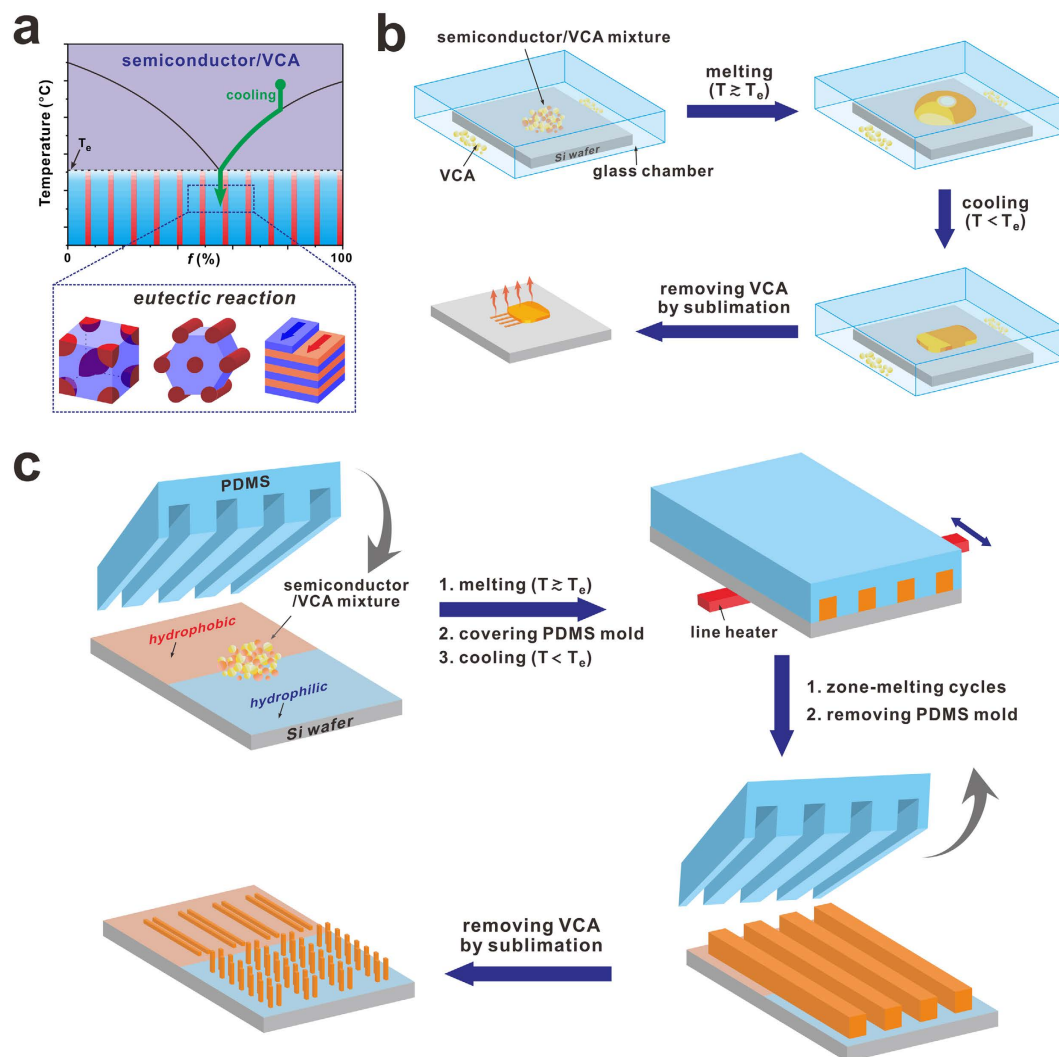 a
semiconductor/VCA
cooling
Tₑ
Temperature (°C)
0
f (%)
100
eutectic reaction
b
semiconductor/VCA mixture
VCA
Si wafer
glass chamber
melting
(T ≳ Tₑ)
cooling
(T < Tₑ)
removing VCA
by sublimation
c
PDMS
semiconductor
/VCA mixture
hydrophobic
hydrophilic
Si wafer
1. melting (T ≳ Tₑ)
2. covering PDMS mold
3. cooling (T < Tₑ)
line heater
1. zone-melting cycles
2. removing PDMS mold
removing VCA
by sublimation